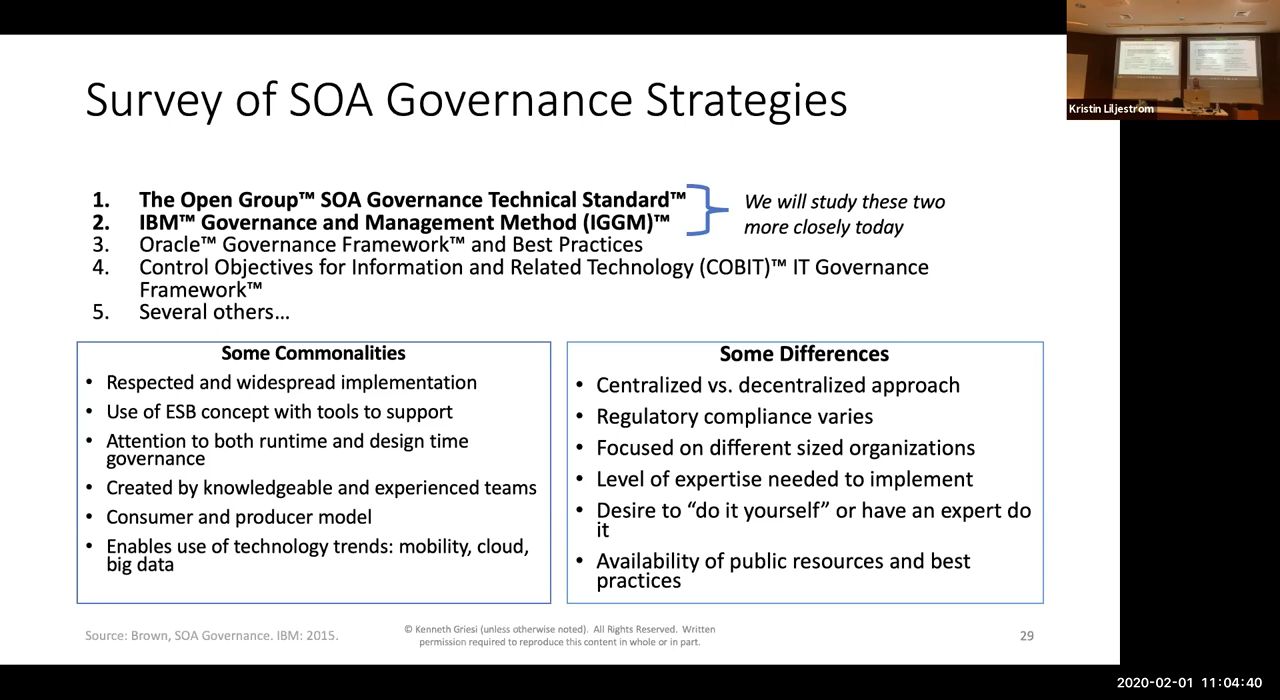 Survey of SOA Governance Strategies
Kristin Liljestrom
1. The Open Group™ SOA Governance Technical Standard™
2. IBM™ Governance and Management Method (IGGM)™
We will study these two
more closely today
3. Oracle™ Governance Framework™ and Best Practices
4. Control Objectives for Information and Related Technology (COBIT)™ IT Governance
Framework™
5. Several others...
Some Commonalities
• Respected and widespread implementation
• Use of ESB concept with tools to support
• Attention to both runtime and design time
governance
• Created by knowledgeable and experienced teams
• Consumer and producer model
• Enables use of technology trends: mobility, cloud,
big data
Some Differences
• Centralized vs. decentralized approach
• Regulatory compliance varies
• Focused on different sized organizations
• Level of expertise needed to implement
• Desire to “do it yourself” or have an expert do
it
• Availability of public resources and best
practices
Source: Brown, SOA Governance. IBM: 2015.
© Kenneth Griesi (unless otherwise noted). All Rights Reserved. Written
permission required to reproduce this content in whole or in part.
29
2020-02-01 11:04:40